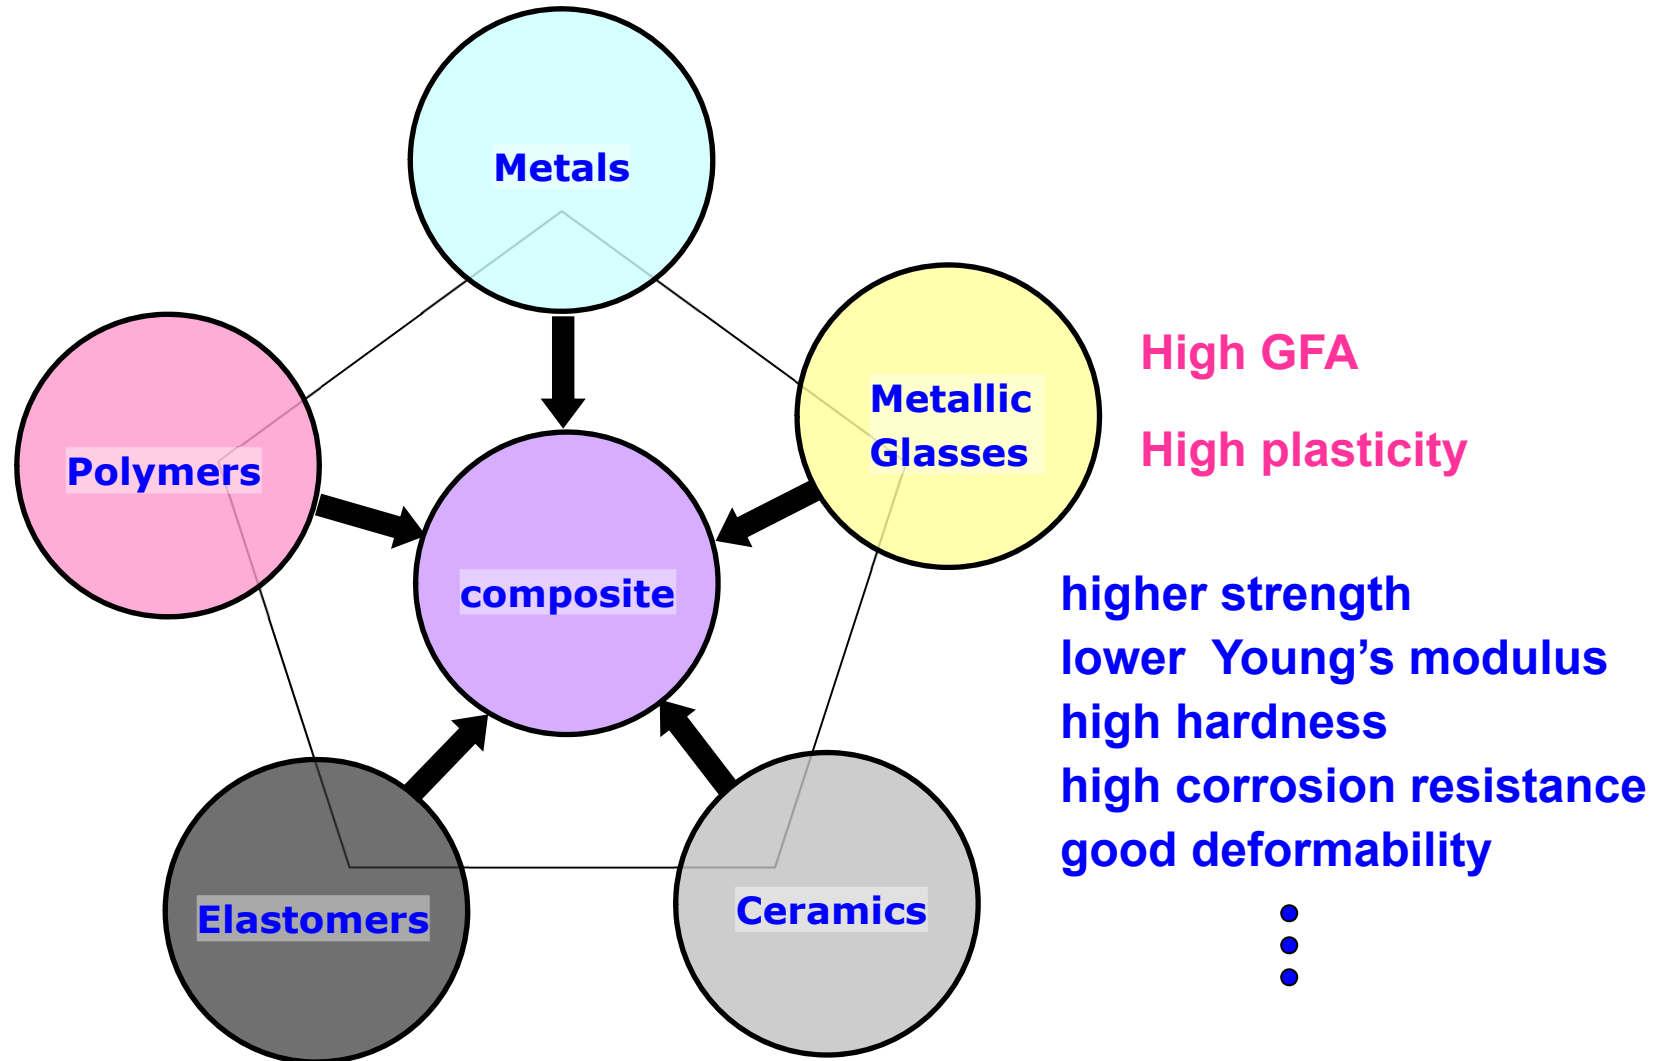 Metals
Metallic
Glasses
Polymers
composite
Elastomers
Ceramics
High GFA
High plasticity
higher strength
lower  Young’s modulus
high hardness
high corrosion resistance
good deformability